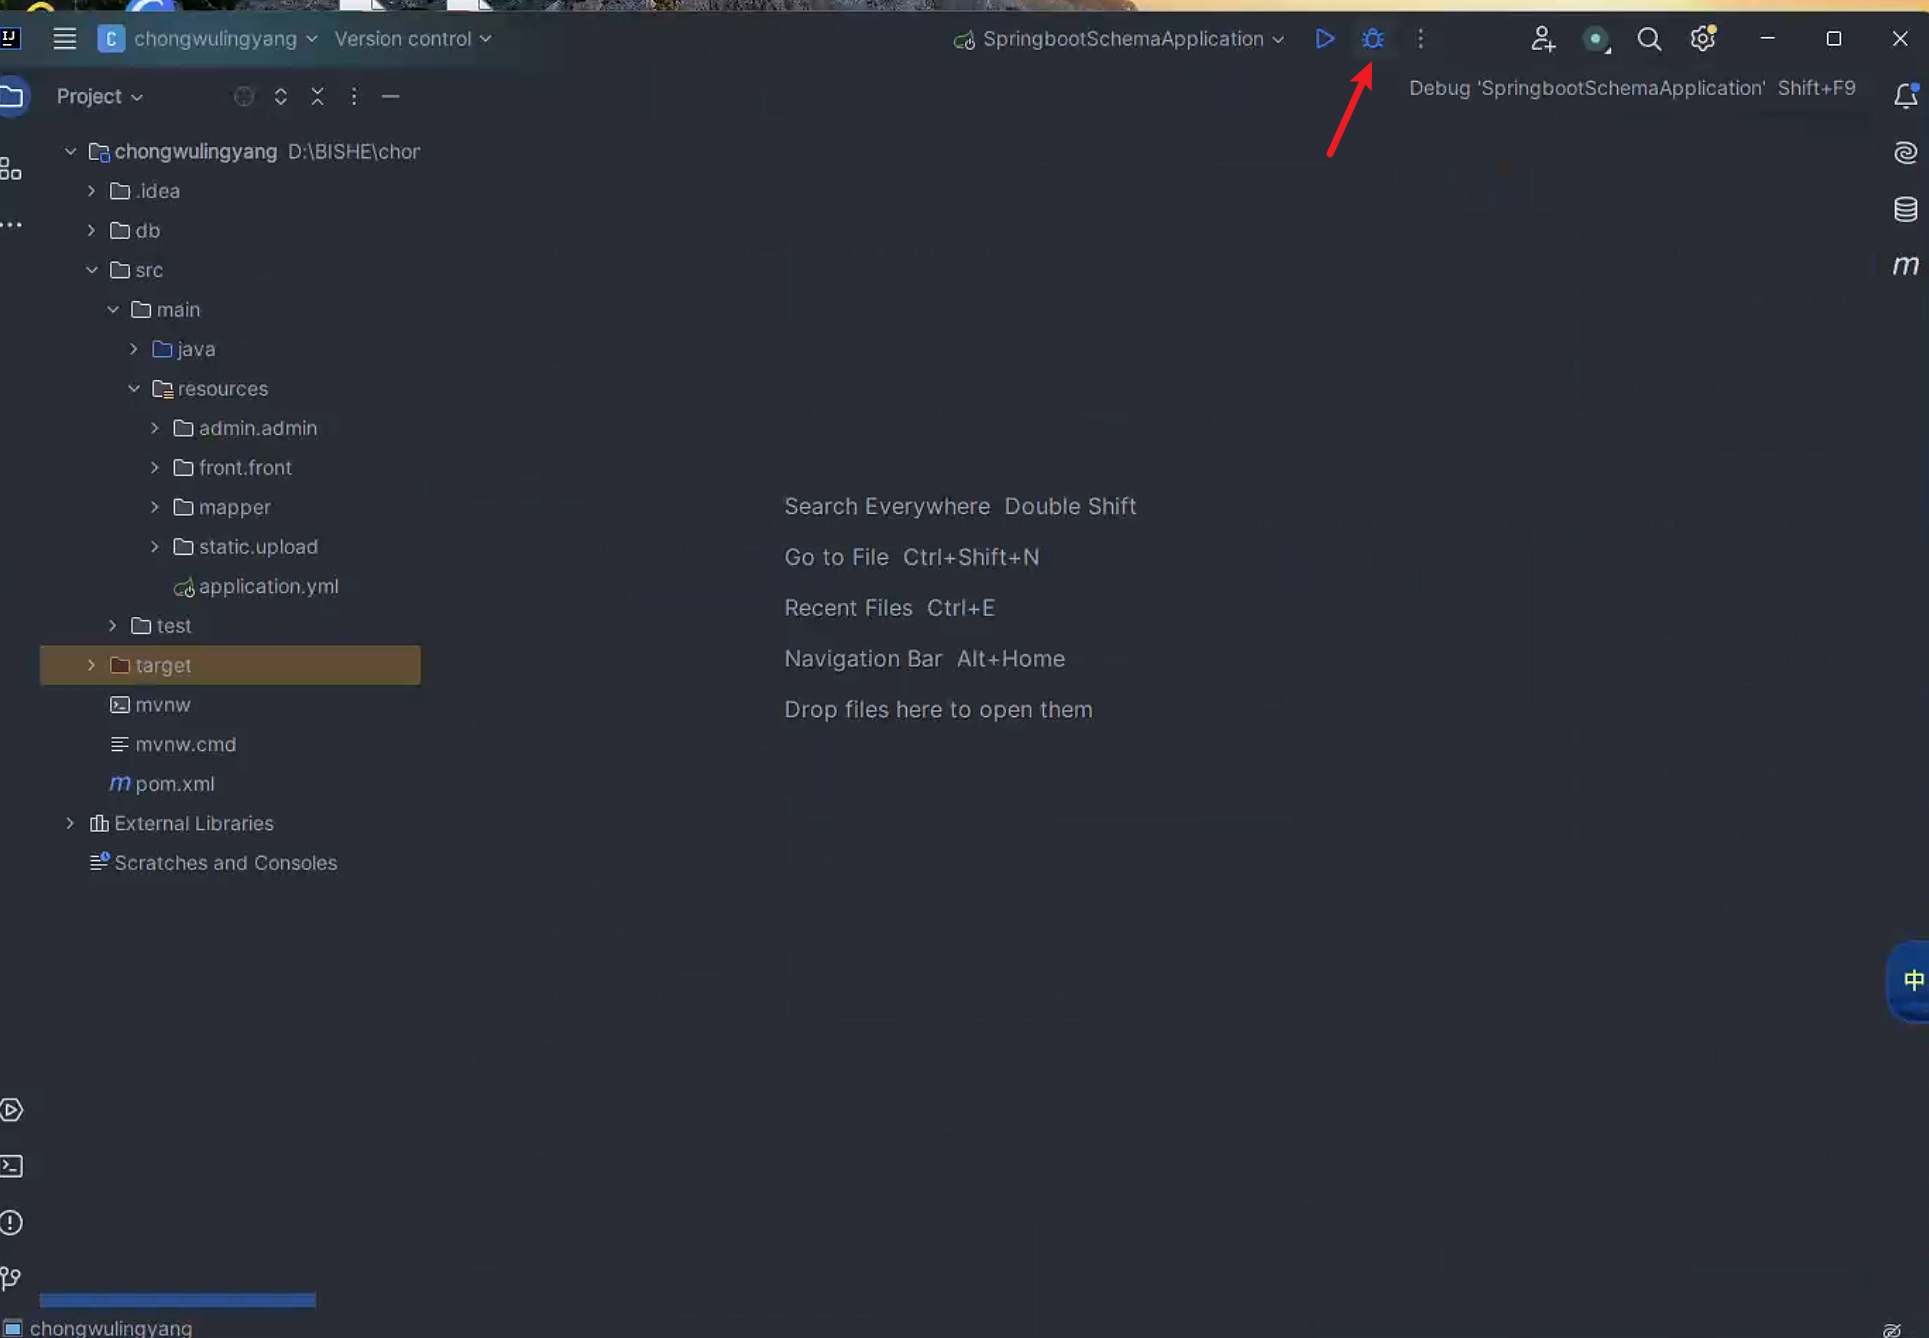 IJ
C chongwulingyang
Version control
SpringbootSchemaApplication
Debug 'SpringbootSchemaApplication' Shift+F9
Project
chongwulingyang D:\BISHE\chor
.idea
db
src
main
java
resources
admin.admin
front.front
mapper
static.upload
application.yml
test
target
mvnw
mvnw.cmd
m pom.xml
External Libraries
Scratches and Consoles
Search Everywhere Double Shift
Go to File Ctrl+Shift+N
Recent Files Ctrl+E
Navigation Bar Alt+Home
Drop files here to open them
m
中
chongwulingyang